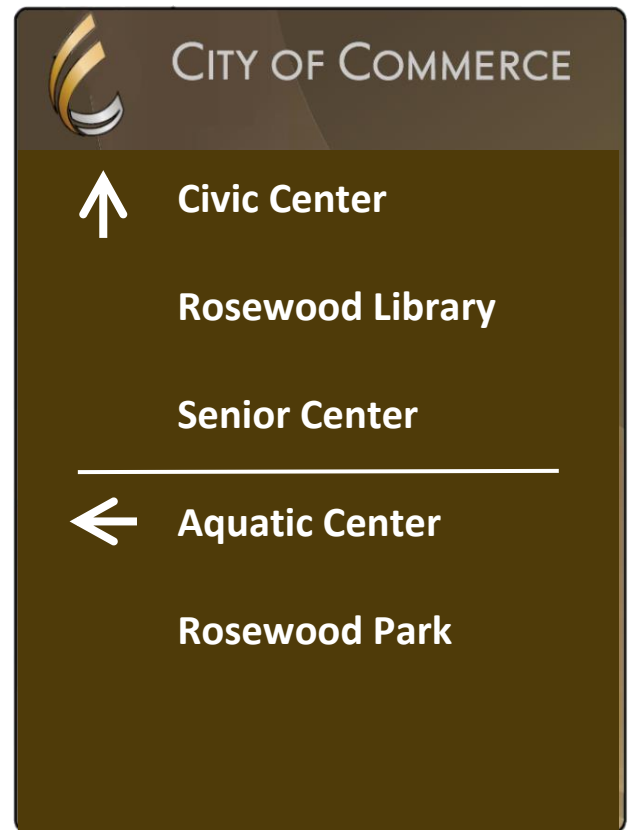 CITY OF COMMERCE
Civic Center
Rosewood Library
Senior Center
Aquatic Center
Rosewood Park